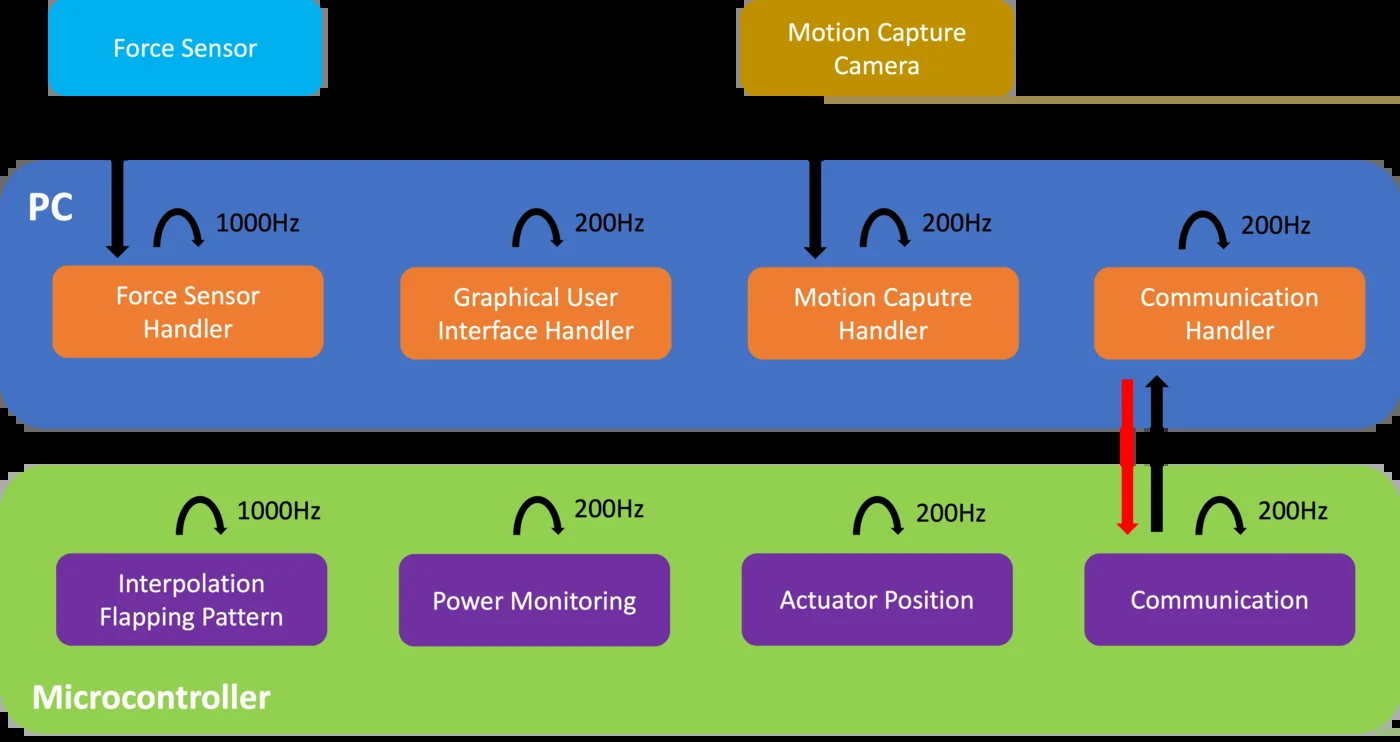 Force Sensor
Motion Capture
Camera
PC
1000Hz
200Hz
200Hz
200Hz
Force Sensor
Handler
Graphical User
Interface Handler
Motion Caputre
Handler
Communication
Handler
1000Hz
200Hz
200Hz
200Hz
Interpolation
Flapping Pattern
Power Monitoring
Actuator Position
Communication
Microcontroller